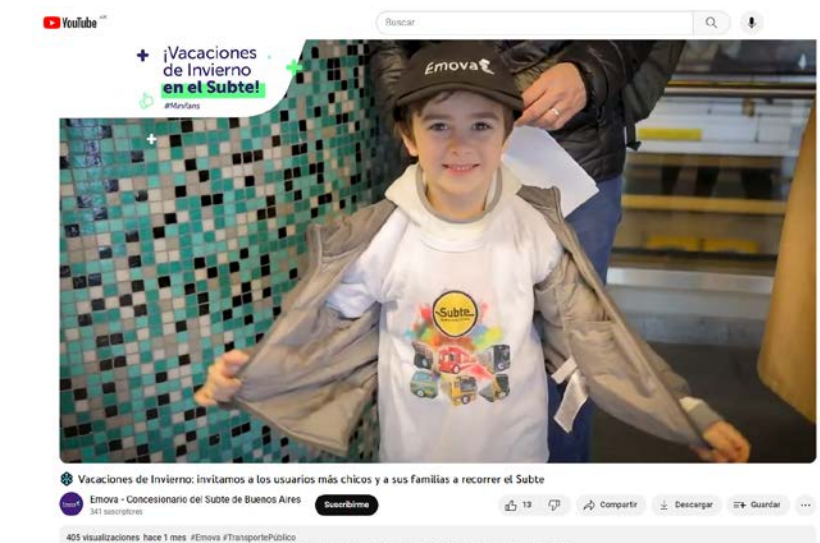 YouTube AR
Buscar
¡Vacaciones
de Invierno
en el Subte!
#Minifans
Emova
Subte
Vacaciones de Invierno: invitamos a los usuarios más chicos y a sus familias a recorrer el Subte
Emova - Concesionario del Subte de Buenos Aires
341 suscriptores
Suscribirme
13
Compartir
Descargar
Guardar
405 visualizaciones hace 1 mes #Emova #TransportePúblico